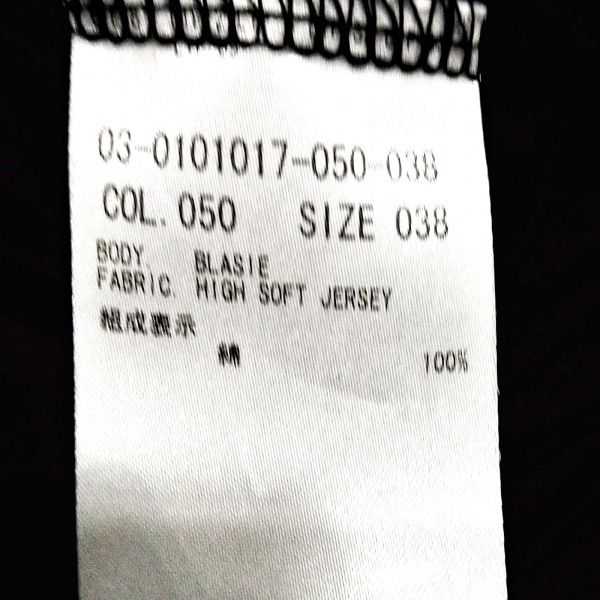 03-0101017-050-038
COL. 050 SIZE 038
BODY. BLASIE
FABRIC. HIGH SOFT JERSEY
組成表示
綿 100%